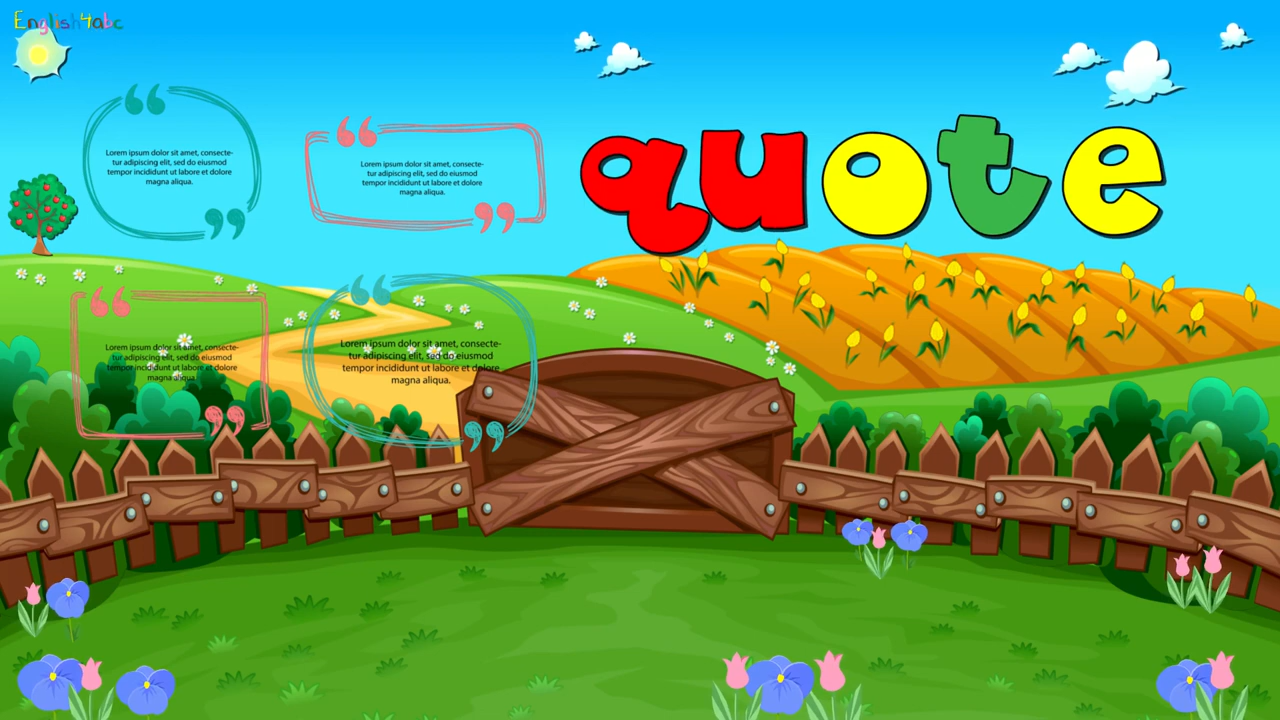 English4abc
“
Lorem ipsum dolor sit amet, consecte-
tur adipiscing elit, sed do eiusmod
tempor incididunt ut labore et dolore
magna aliqua.
”
“
Lorem ipsum dolor sit amet, consecte-
tur adipiscing elit, sed do eiusmod
tempor incididunt ut labore et dolore
magna aliqua.
”
quote
“
Lorem ipsum dolor sit amet, consecte-
tur adipiscing elit, sed do eiusmod
tempor incididunt ut labore et dolore
magna aliqua.
”
“
Lorem ipsum dolor sit amet, consecte-
tur adipiscing elit, sed do eiusmod
tempor incididunt ut labore et dolore
magna aliqua.
”